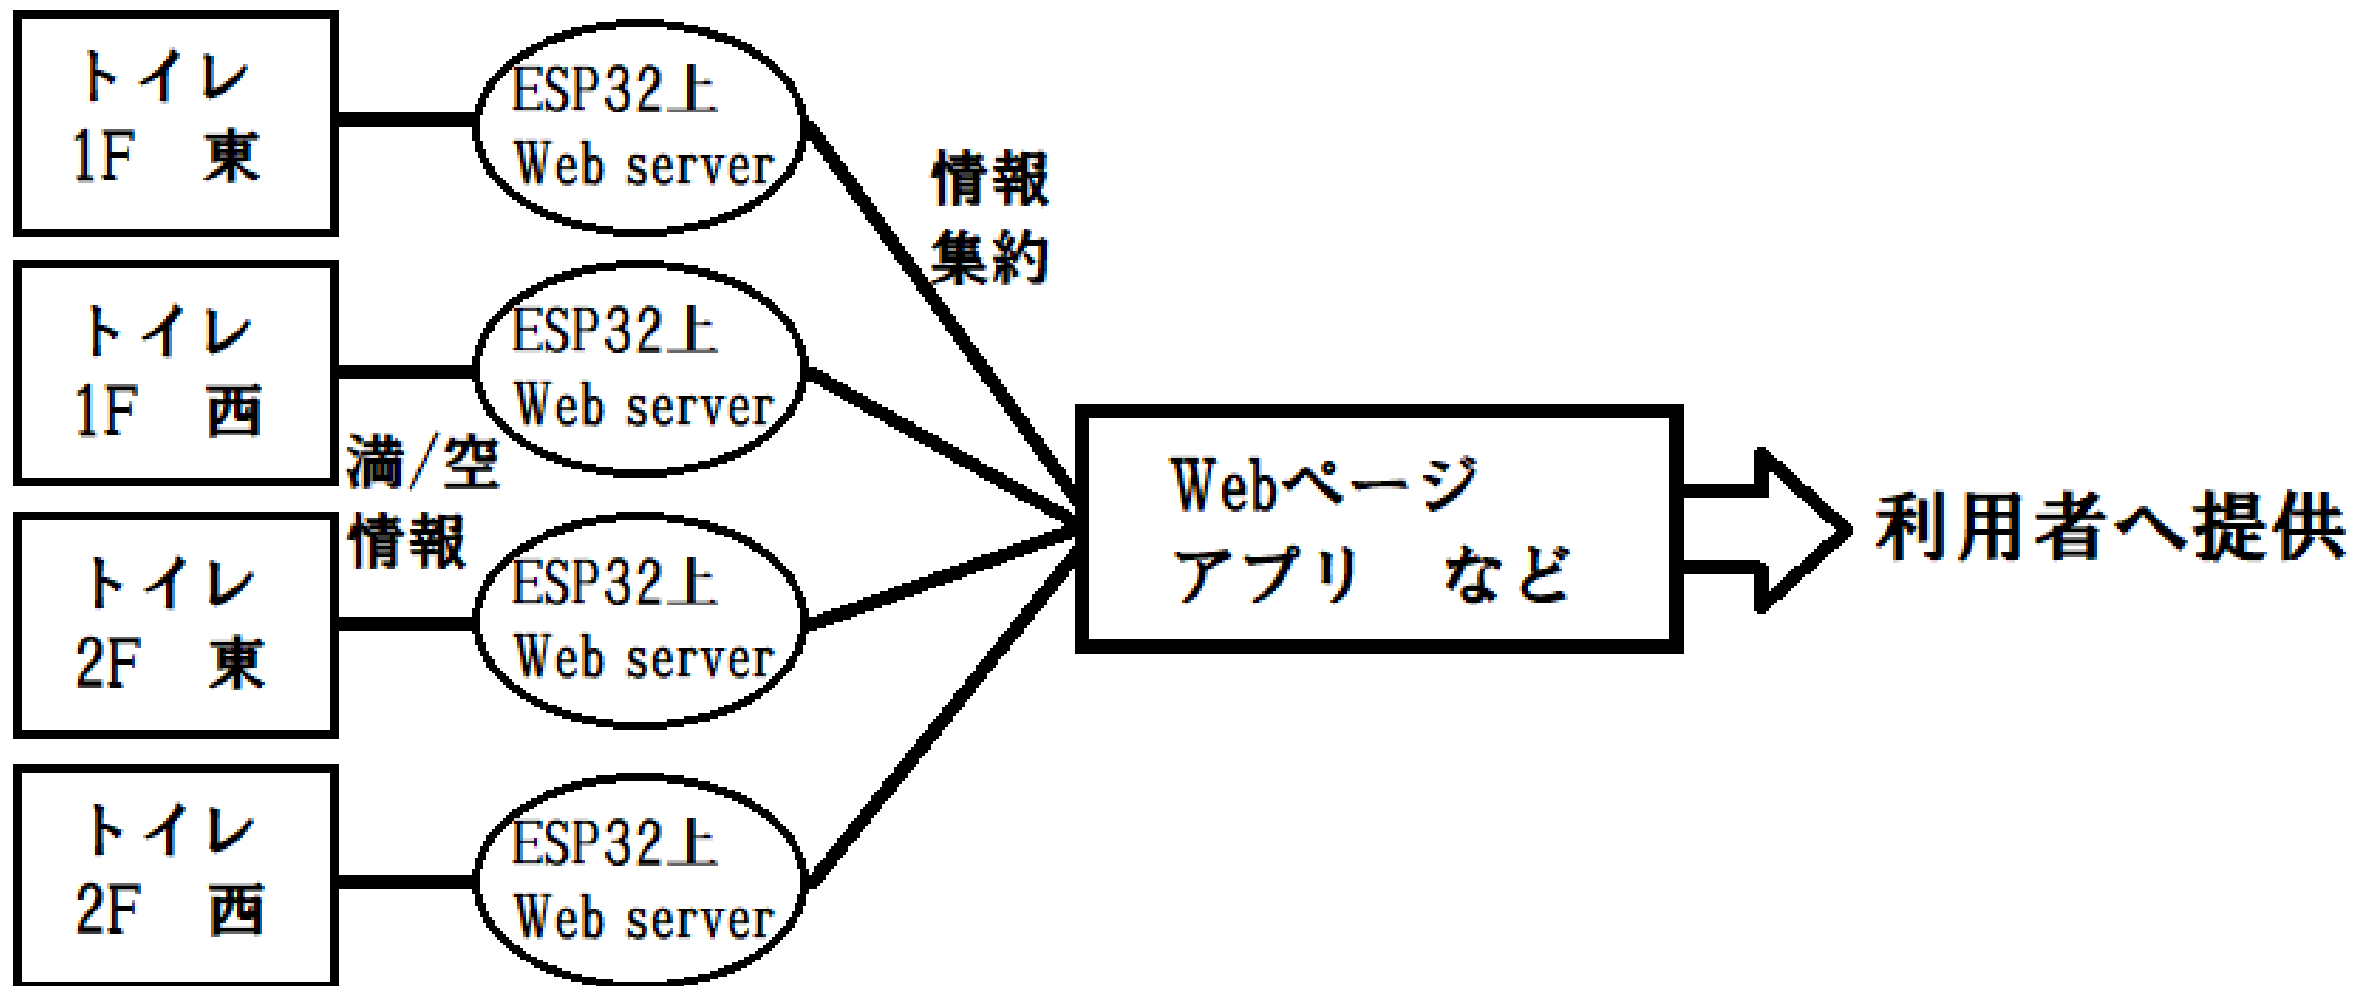 トイレ
1F 東
ESP32上
Web server
情報
集約
トイレ
1F 西
ESP32上
Web server
満/空
情報
トイレ
2F 東
ESP32上
Web server
トイレ
2F 西
ESP32上
Web server
Webページ
アプリ など
利用者へ提供